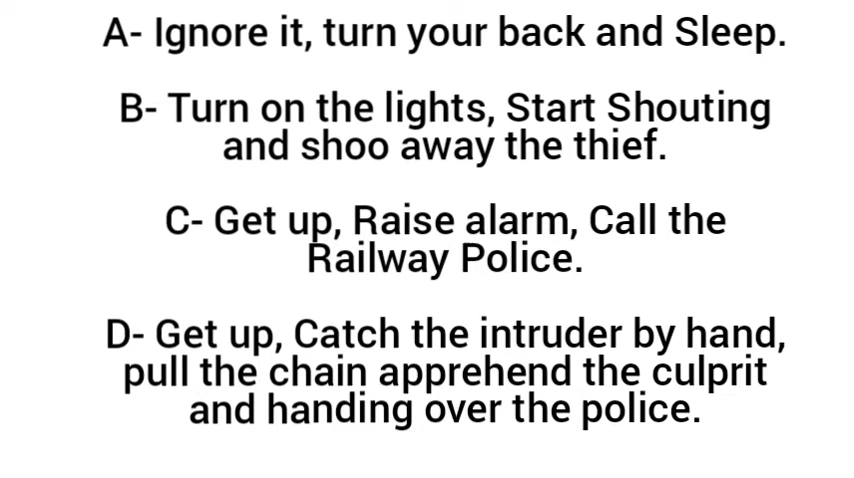 A- Ignore it, turn your back and Sleep.
B- Turn on the lights, Start Shouting
and shoo away the thief.
C- Get up, Raise alarm, Call the
Railway Police.
D- Get up, Catch the intruder by hand,
pull the chain apprehend the culprit
and handing over the police.